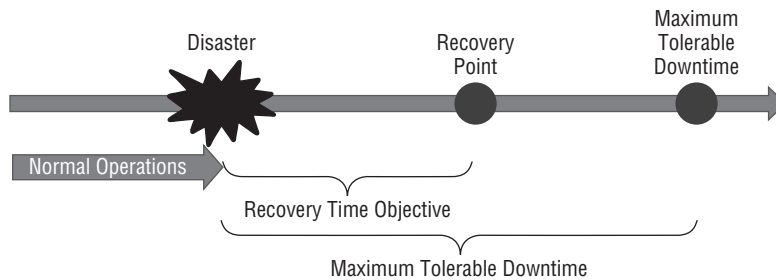 Disaster
Recovery
Point
Maximum
Tolerable
Downtime
Normal Operations
Recovery Time Objective
Maximum Tolerable Downtime